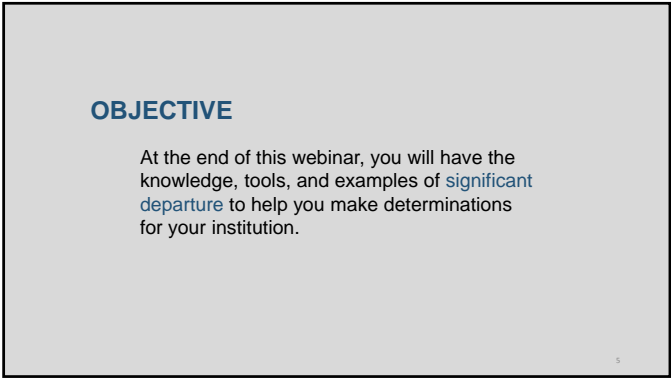 OBJECTIVE
At the end of this webinar, you will have the
knowledge, tools, and examples of significant
departure to help you make determinations
for your institution.
5